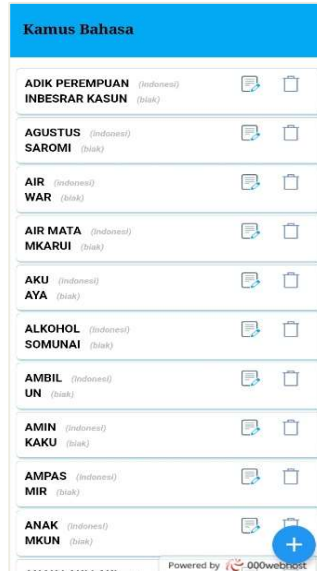 Kamus Bahasa
ADIK PEREMPUAN (Indonesi)
INBESRAR KASUN (biak)
AGUSTUS (Indonesi)
SAROMI (biak)
AIR (Indonesi)
WAR (biak)
AIR MATA (Indonesi)
MKARUI (biak)
AKU (Indonesi)
AYA (biak)
ALKOHOL (Indonesi)
SOMUNAI (biak)
AMBIL (Indonesi)
UN (biak)
AMIN (Indonesi)
KAKU (biak)
AMPAS (Indonesi)
MIR (biak)
ANAK (Indonesi)
MKUN (biak)
Powered by 000webhost